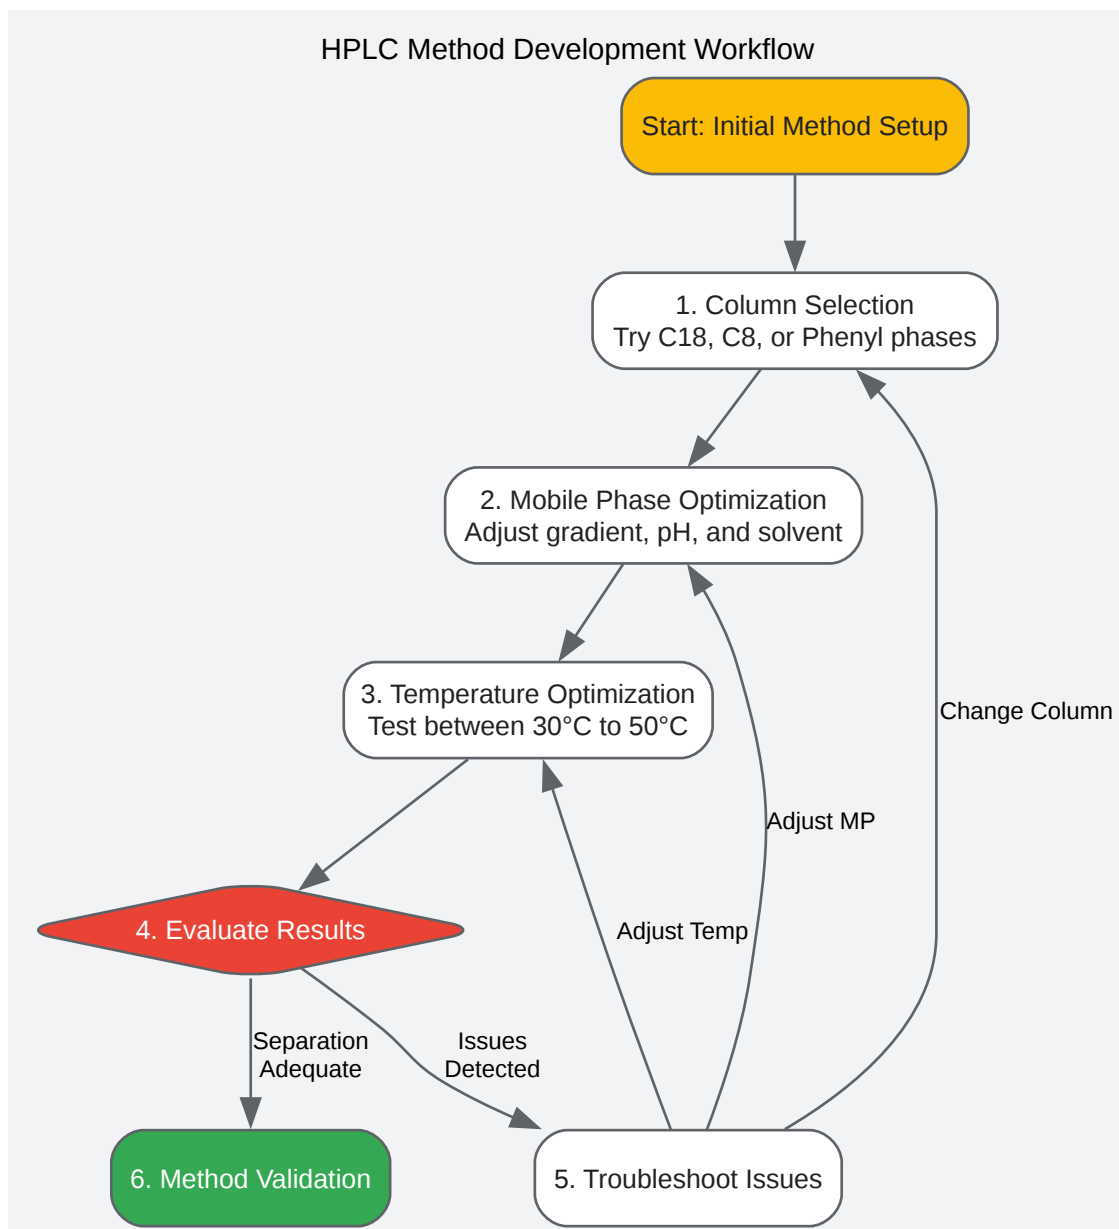 HPLC Method Development Workflow
Start: Initial Method Setup
1. Column Selection
Try C18, C8, or Phenyl phases
2. Mobile Phase Optimization
Adjust gradient, pH, and solvent
3. Temperature Optimization
Test between 30°C to 50°C
Change Column
Adjust MP
Adjust Temp
4. Evaluate Results
Separation
Adequate
Issues
Detected
6. Method Validation
5. Troubleshoot Issues